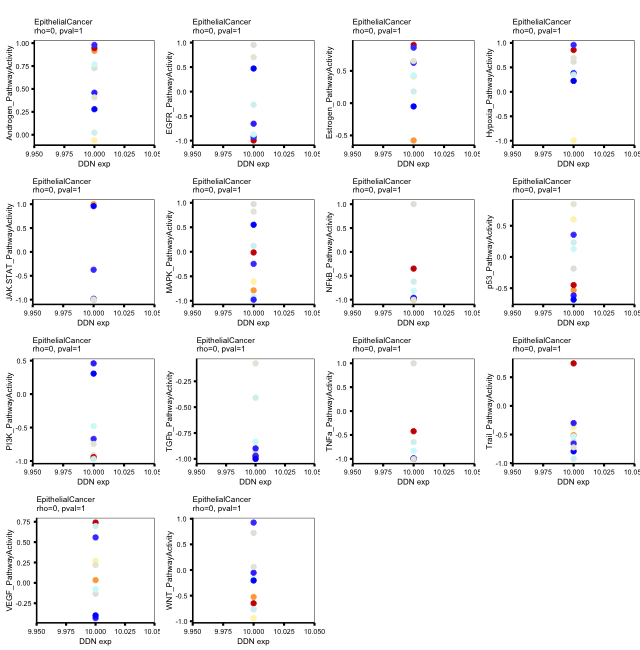 EpithelialCancer
rho=0, pval=1
Androgen_PathwayActivity
1.00
0.75
0.50
0.25
0.00
9.950 9.975 10.000 10.025 10.05
DDN exp
EpithelialCancer
rho=0, pval=1
EGFR_PathwayActivity
1.0
0.5
0.0
-0.5
-1.0
9.950 9.975 10.000 10.025 10.05
DDN exp
EpithelialCancer
rho=0, pval=1
Estrogen_PathwayActivity
0.5
0.0
-0.5
9.950 9.975 10.000 10.025 10.05
DDN exp
EpithelialCancer
rho=0, pval=1
Hypoxia_PathwayActivity
1.0
0.5
0.0
-0.5
-1.0
9.950 9.975 10.000 10.025 10.05
DDN exp
EpithelialCancer
rho=0, pval=1
JAK-STAT_PathwayActivity
1.0
0.5
0.0
-0.5
-1.0
9.950 9.975 10.000 10.025 10.05
DDN exp
EpithelialCancer
rho=0, pval=1
MAPK_PathwayActivity
1.0
0.5
0.0
-0.5
-1.0
9.950 9.975 10.000 10.025 10.05
DDN exp
EpithelialCancer
rho=0, pval=1
NFkB_PathwayActivity
1.0
0.5
0.0
-0.5
-1.0
9.950 9.975 10.000 10.025 10.05
DDN exp
EpithelialCancer
rho=0, pval=1
p53_PathwayActivity
0.5
0.0
-0.5
9.950 9.975 10.000 10.025 10.05
DDN exp
EpithelialCancer
rho=0, pval=1
PI3K_PathwayActivity
0.5
0.0
-0.5
-1.0
9.950 9.975 10.000 10.025 10.05
DDN exp
EpithelialCancer
rho=0, pval=1
TGFb_PathwayActivity
-0.25
-0.50
-0.75
-1.00
9.950 9.975 10.000 10.025 10.05
DDN exp
EpithelialCancer
rho=0, pval=1
TNFa_PathwayActivity
1.0
0.5
0.0
-0.5
-1.0
9.950 9.975 10.000 10.025 10.05
DDN exp
EpithelialCancer
rho=0, pval=1
Trail_PathwayActivity
0.5
0.0
-0.5
-1.0
9.950 9.975 10.000 10.025 10.05
DDN exp
EpithelialCancer
rho=0, pval=1
VEGF_PathwayActivity
0.75
0.50
0.25
0.00
-0.25
9.950 9.975 10.000 10.025 10.05
DDN exp
EpithelialCancer
rho=0, pval=1
WNT_PathwayActivity
1.0
0.5
0.0
-0.5
-1.0
9.950 9.975 10.000 10.025 10.050
DDN exp